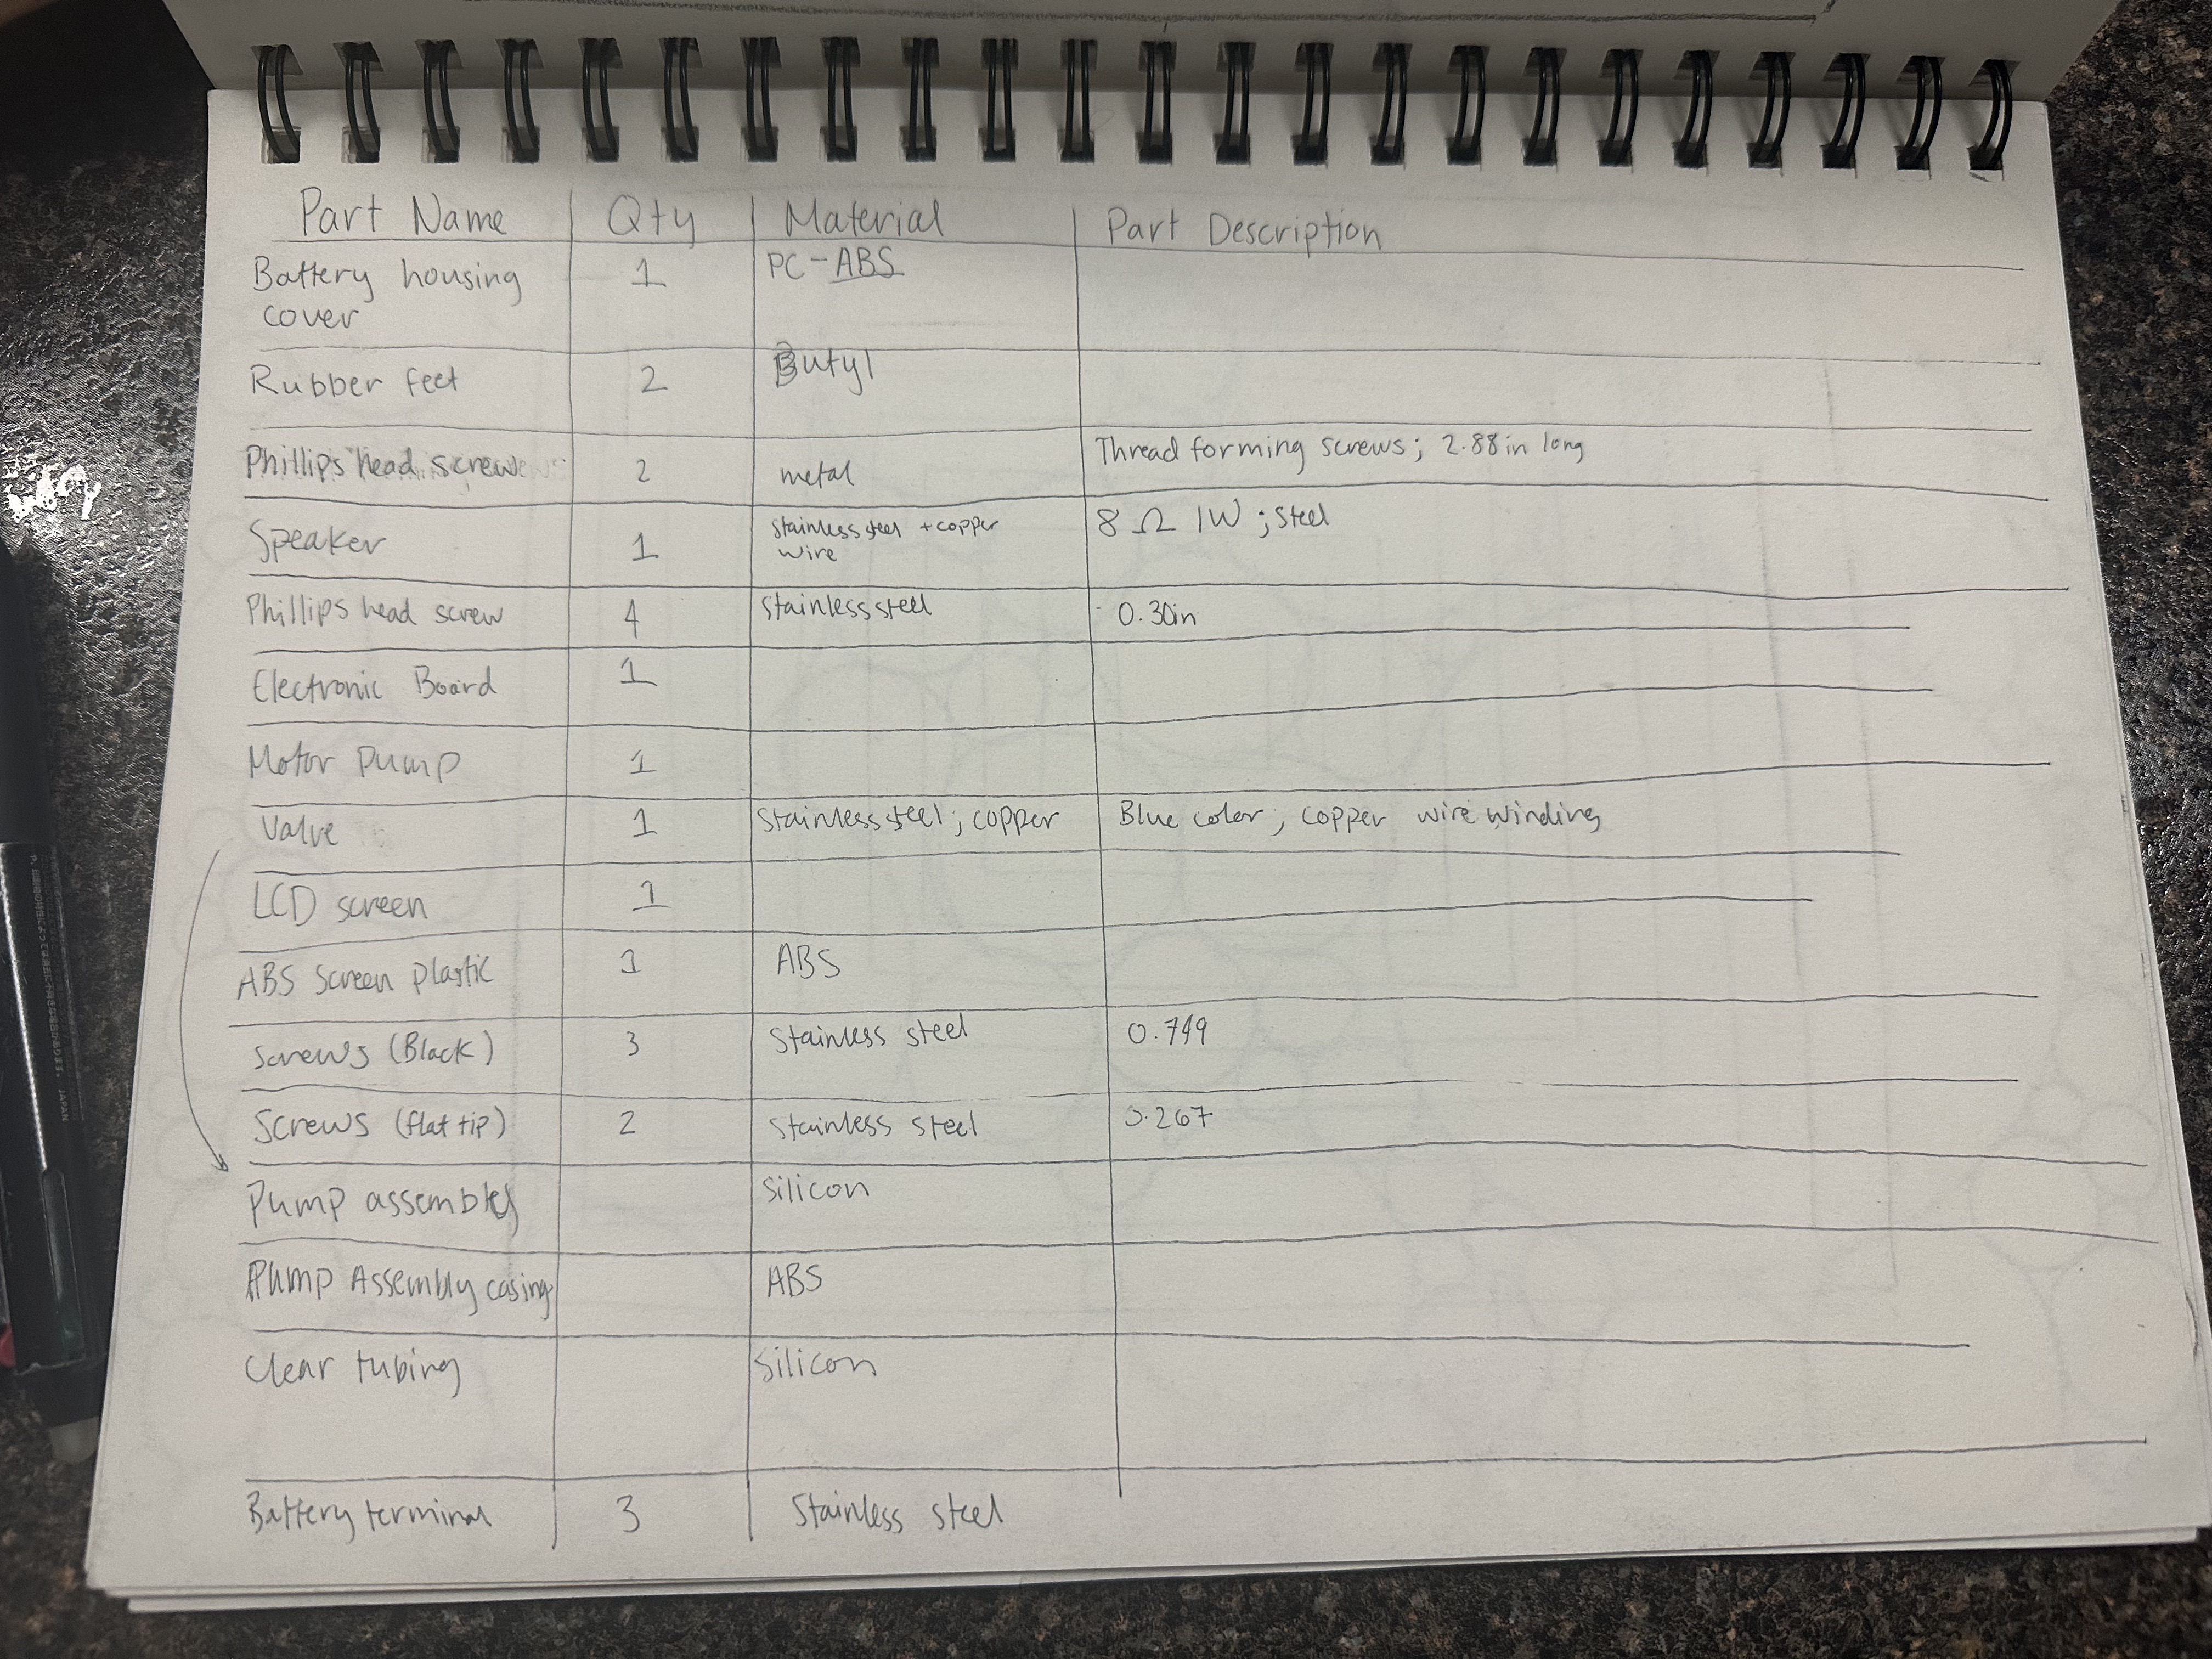 Part Name Qty Material Part Description
Battery housing cover 1 PC-ABS
Rubber feet 2 Butyl
Phillips head screw 2 metal Thread forming screws; 2.88in long
Speaker 1 stainless steel + copper wire 8 Ω 1W; steel
Phillips head screw 4 stainless steel 0.30in
Electronic Board 1
Motor Pump 1
Valve 1 Stainless steel; copper Blue color; copper wire winding
LCD screen 1
ABS screen plastic 1 ABS
screws (Black) 3 Stainless steel 0.749
Screws (flat tip) 2 Stainless steel 0.267
Pump assembly silicon
Pump Assembly casing ABS
Clear tubing silicon
Battery terminal 3 Stainless steel
JAPAN